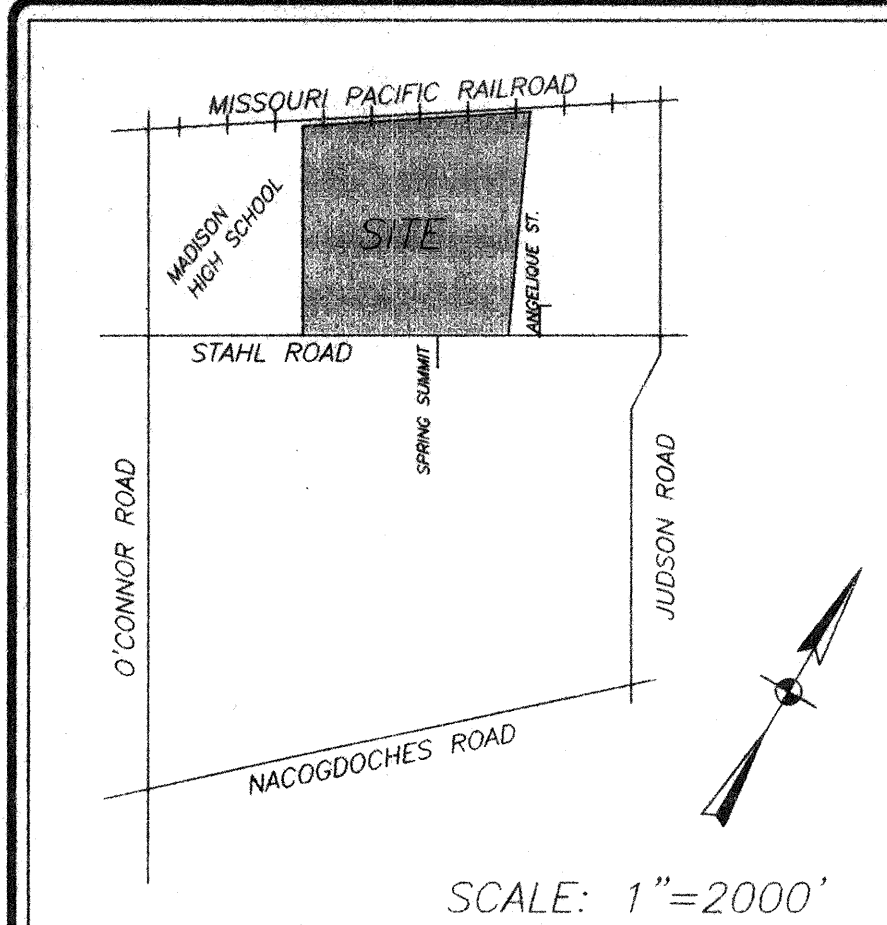 MISSOURI PACIFIC RAILROAD
MADISON
HIGH SCHOOL
SITE
ANGELIQUE ST.
STAHL ROAD
SPRING SUMMIT
O'CONNOR ROAD
JUDSON ROAD
NACOGDOCHES ROAD
SCALE: 1"=2000'